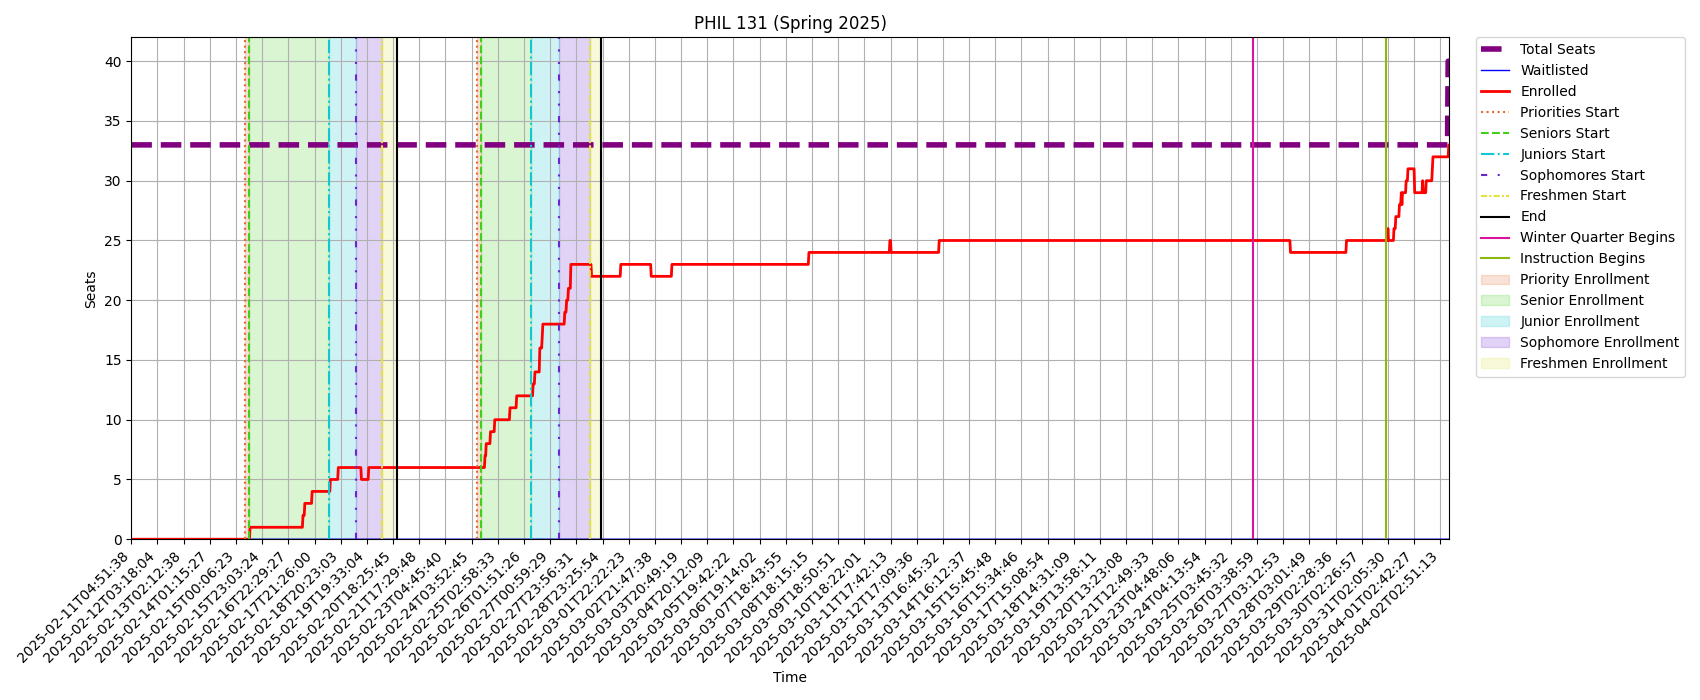 PHIL 131 (Spring 2025)
Seats
40
35
30
25
20
15
10
5
0
2025-02-11T04:51:38
2025-02-12T03:18:04
2025-02-13T02:12:38
2025-02-14T01:15:27
2025-02-15T00:06:23
2025-02-15T23:03:24
2025-02-16T22:29:27
2025-02-17T21:26:00
2025-02-18T20:23:03
2025-02-19T19:33:04
2025-02-20T18:25:45
2025-02-21T17:29:48
2025-02-23T04:45:40
2025-02-24T03:52:45
2025-02-25T02:58:33
2025-02-26T01:51:26
2025-02-27T00:59:29
2025-02-27T23:56:31
2025-02-28T23:25:54
2025-03-01T22:22:23
2025-03-02T21:47:38
2025-03-03T20:49:19
2025-03-04T20:12:09
2025-03-05T19:42:22
2025-03-06T19:14:02
2025-03-07T18:43:55
2025-03-08T18:15:15
2025-03-09T18:50:51
2025-03-10T18:22:01
2025-03-11T17:42:13
2025-03-12T17:09:36
2025-03-13T16:45:32
2025-03-14T16:12:37
2025-03-15T15:45:48
2025-03-16T15:34:46
2025-03-17T15:08:54
2025-03-18T14:31:09
2025-03-19T13:58:11
2025-03-20T13:23:08
2025-03-21T12:49:33
2025-03-23T04:48:06
2025-03-24T04:13:54
2025-03-25T03:45:32
2025-03-26T03:38:59
2025-03-27T03:12:53
2025-03-28T03:01:49
2025-03-29T02:28:36
2025-03-30T02:26:57
2025-03-31T02:05:30
2025-04-01T02:42:27
2025-04-02T02:51:13
Time
Total Seats
Waitlisted
Enrolled
Priorities Start
Seniors Start
Juniors Start
Sophomores Start
Freshmen Start
End
Winter Quarter Begins
Instruction Begins
Priority Enrollment
Senior Enrollment
Junior Enrollment
Sophomore Enrollment
Freshmen Enrollment